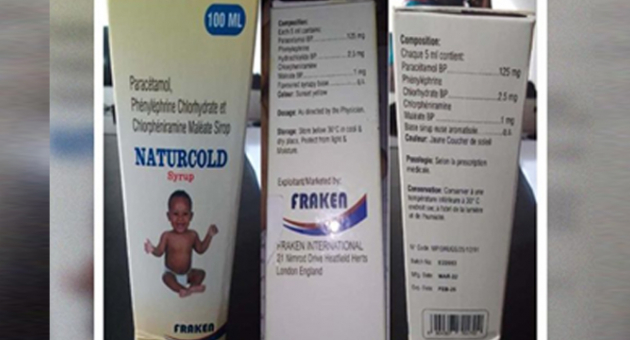 100 ML
Paracétamol,
Phényléphrine Chlorhydrate et
Chlorphéniramine Maléate Sirop
NATURCOLD
Syrup
FRAKEN
Composition:
Each 5 ml contains:
Paracetamol BP 125 mg
Phenylephrine
Hydrochloride BP 2.5 mg
Chlorpheniramine
Maleate BP 1 mg
Flavoured syrupy base q.s.
Colour: Sunset yellow
Dosage: As directed by the Physician.
Storage: Store below 30°C in cool &
dry place, Protect from light &
Moisture.
Exploitant/Marketed by:
FRAKEN
FRAKEN INTERNATIONAL
21 Nimrod Drive Heatfield Herts
London England
Composition:
Chaque 5 ml contient:
Paracétamol BP 125 mg
Phényléphrine
Chlorhydrate BP 2.5 mg
Chlorphéniramine
Maléate BP 1 mg
Base sirop aromatisée q.s.
Couleur: Jaune Coucher de soleil
Posologie: Selon la prescription
médicale.
Conservation: Conserver à une
température inférieure à 30° C
endroit sec, à l'abri de la lumière
et de l'humidité.
N° Code
Batch No
Mfg. Date MAR-22
Exp. Date FEB-25